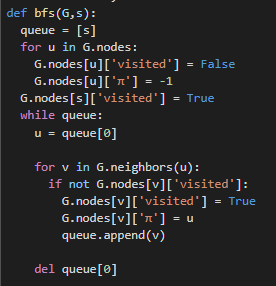 def bfs(G,s):
  queue = [s]
  for u in G.nodes:
    G.nodes[u]['visited'] = False
    G.nodes[u]['π'] = -1
  G.nodes[s]['visited'] = True
  while queue:
    u = queue[0]

    for v in G.neighbors(u):
      if not G.nodes[v]['visited']:
        G.nodes[v]['visited'] = True
        G.nodes[v]['π'] = u
        queue.append(v)

    del queue[0]